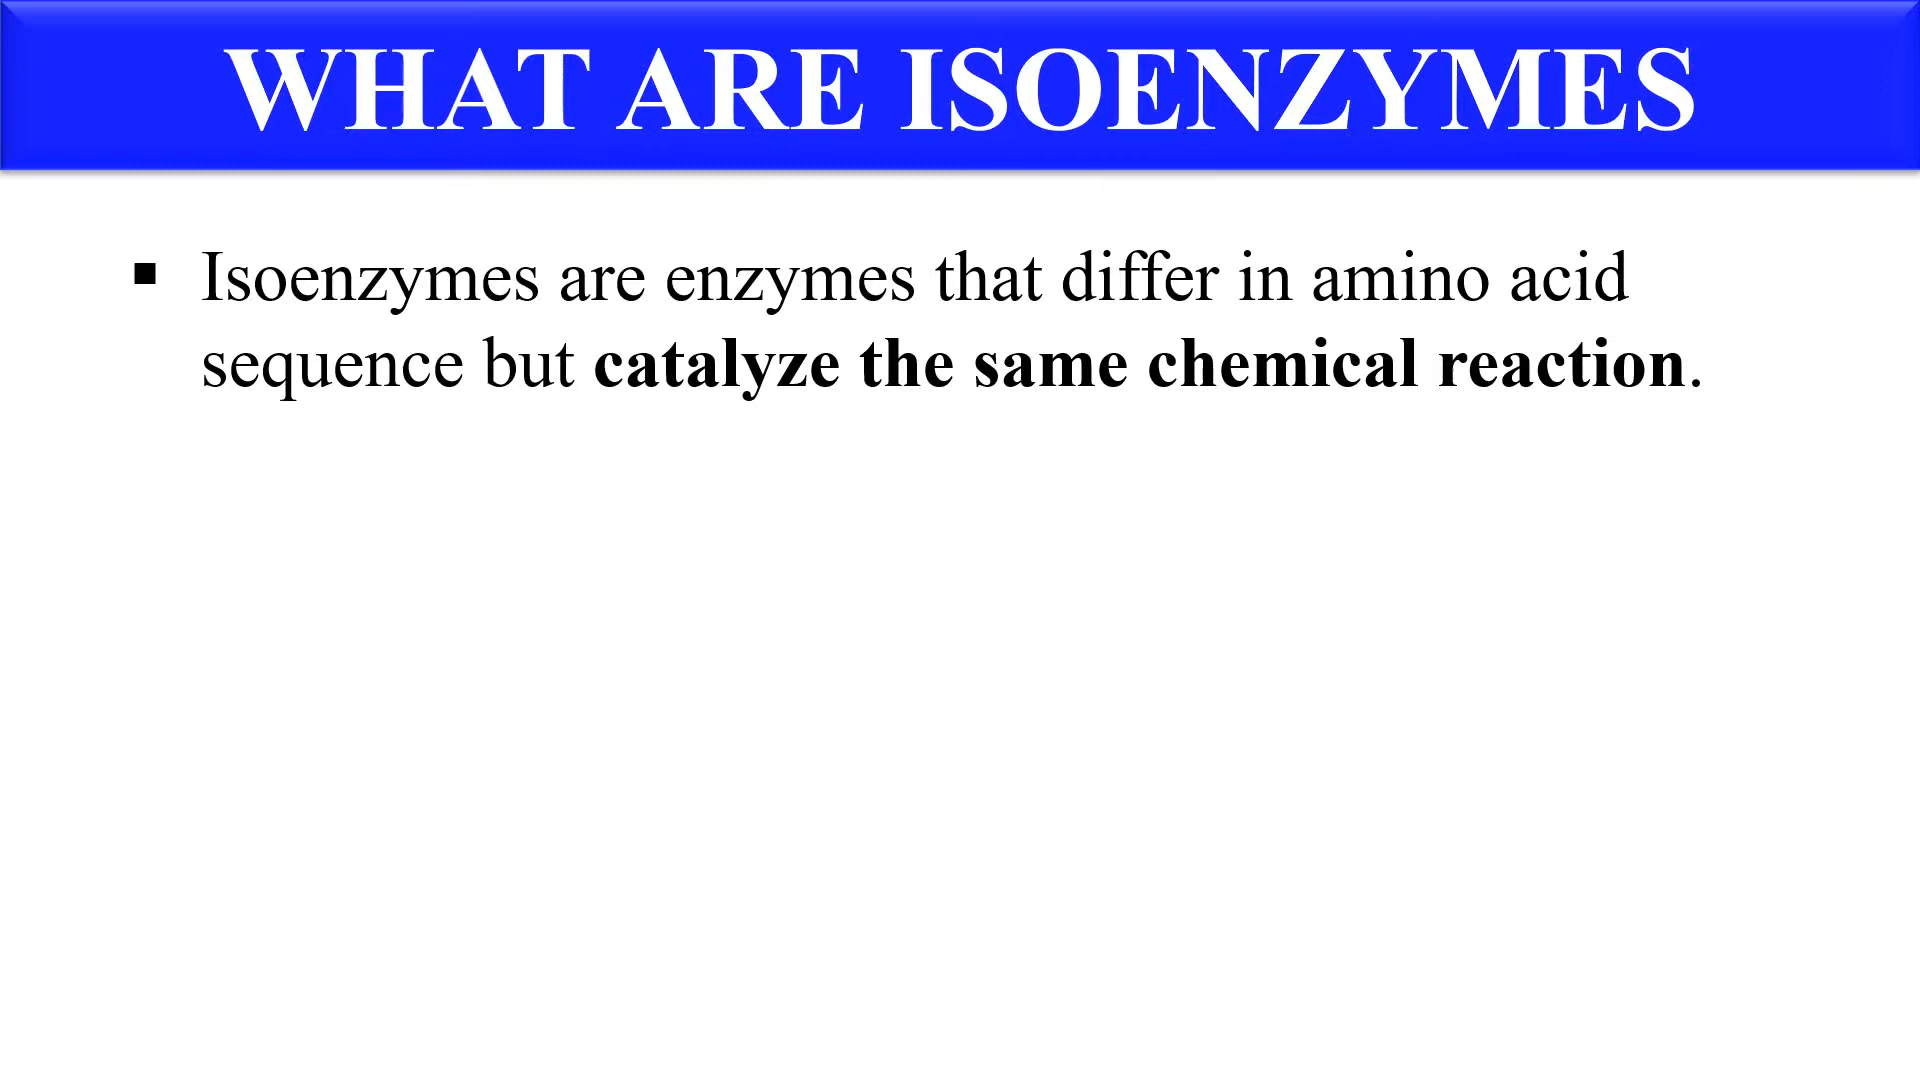 WHAT ARE ISOENZYMES
▪ Isoenzymes are enzymes that differ in amino acid
sequence but catalyze the same chemical reaction.